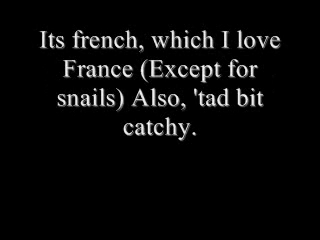 Its french, which I love
France (Except for
snails) Also, 'tad bit
catchy.